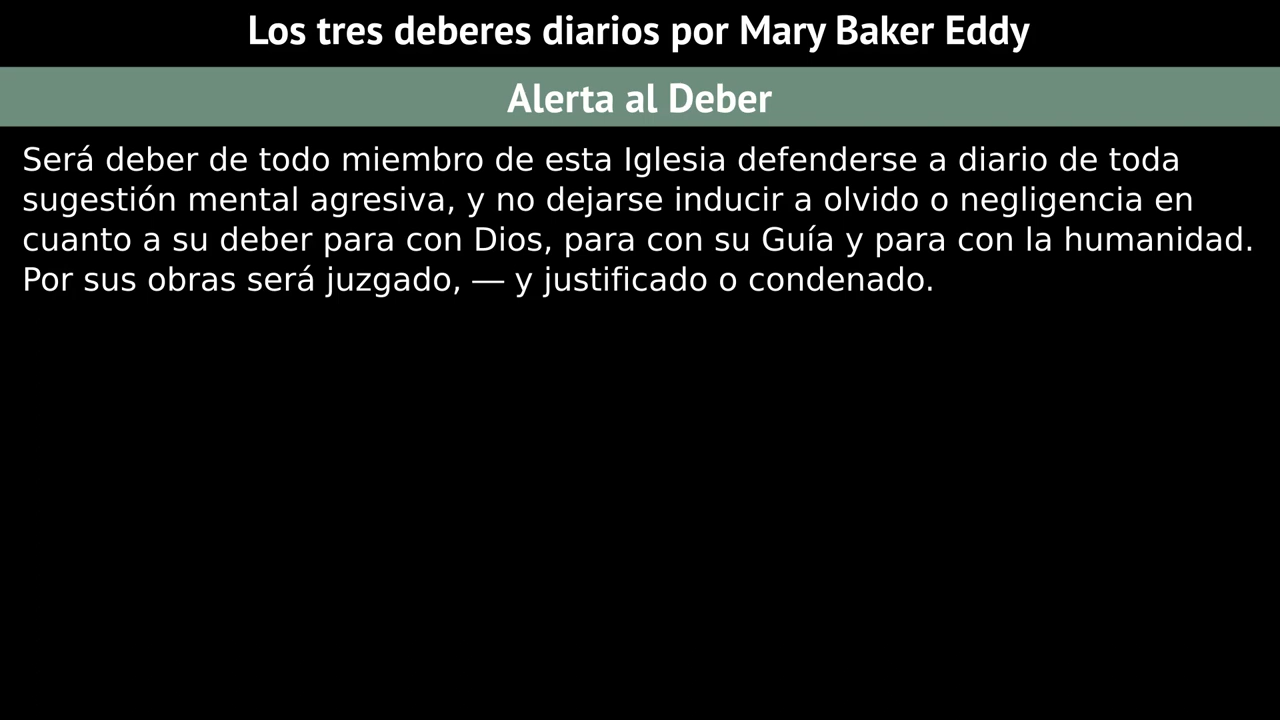 Los tres deberes diarios por Mary Baker Eddy
Alerta al Deber
Será deber de todo miembro de esta Iglesia defenderse a diario de toda
sugestión mental agresiva, y no dejarse inducir a olvido o negligencia en
cuanto a su deber para con Dios, para con su Guía y para con la humanidad.
Por sus obras será juzgado, — y justificado o condenado.